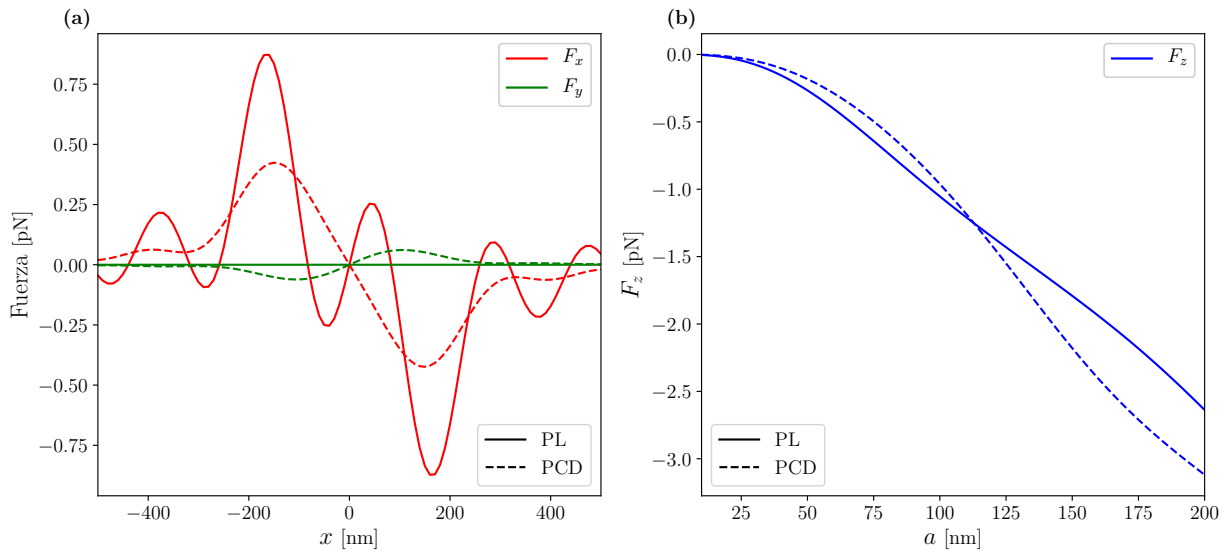 (a)
F_x
F_y
Fuerza [pN]
0.75
0.50
0.25
0.00
−0.25
−0.50
−0.75
PL
PCD
−400
−200
0
200
400
x [nm]
(b)
F_z
F_z [pN]
0.0
−0.5
−1.0
−1.5
−2.0
−2.5
−3.0
PL
PCD
25
50
75
100
125
150
175
200
a [nm]